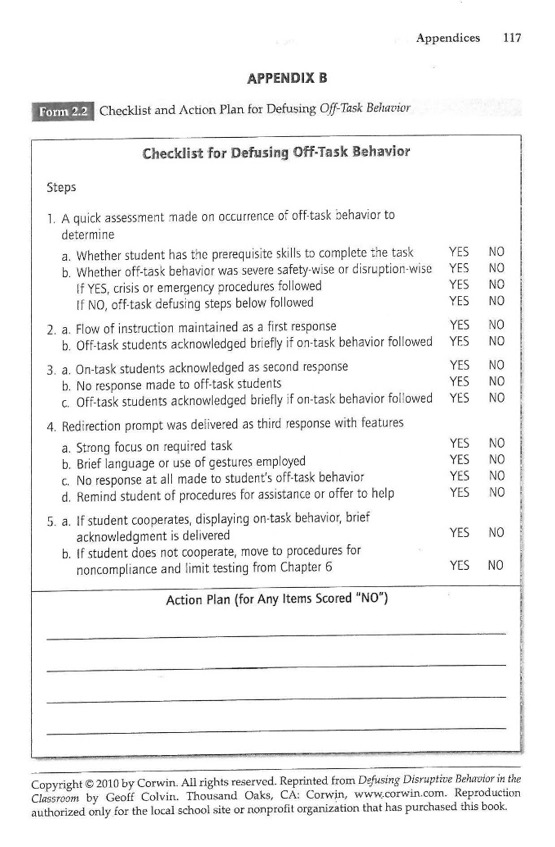 Appendices 117
APPENDIX B
Form 2.2 Checklist and Action Plan for Defusing Off-Task Behavior
Checklist for Defusing Off-Task Behavior
Steps
1. A quick assessment made on occurrence of off-task behavior to
determine
a. Whether student has the prerequisite skills to complete the task YES NO
b. Whether off-task behavior was severe safety-wise or disruption-wise YES NO
If YES, crisis or emergency procedures followed YES NO
If NO, off-task defusing steps below followed YES NO
2. a. Flow of instruction maintained as a first response YES NO
b. Off-task students acknowledged briefly if on-task behavior followed YES NO
3. a. On-task students acknowledged as second response YES NO
b. No response made to off-task students YES NO
c. Off-task students acknowledged briefly if on-task behavior followed YES NO
4. Redirection prompt was delivered as third response with features
a. Strong focus on required task YES NO
b. Brief language or use of gestures employed YES NO
c. No response at all made to student's off-task behavior YES NO
d. Remind student of procedures for assistance or offer to help YES NO
5. a. If student cooperates, displaying on-task behavior, brief
acknowledgment is delivered YES NO
b. If student does not cooperate, move to procedures for
noncompliance and limit testing from Chapter 6 YES NO
Action Plan (for Any Items Scored "NO")
Copyright © 2010 by Corwin. All rights reserved. Reprinted from Defusing Disruptive Behavior in the
Classroom by Geoff Colvin. Thousand Oaks, CA: Corwin, www.corwin.com. Reproduction
authorized only for the local school site or nonprofit organization that has purchased this book.